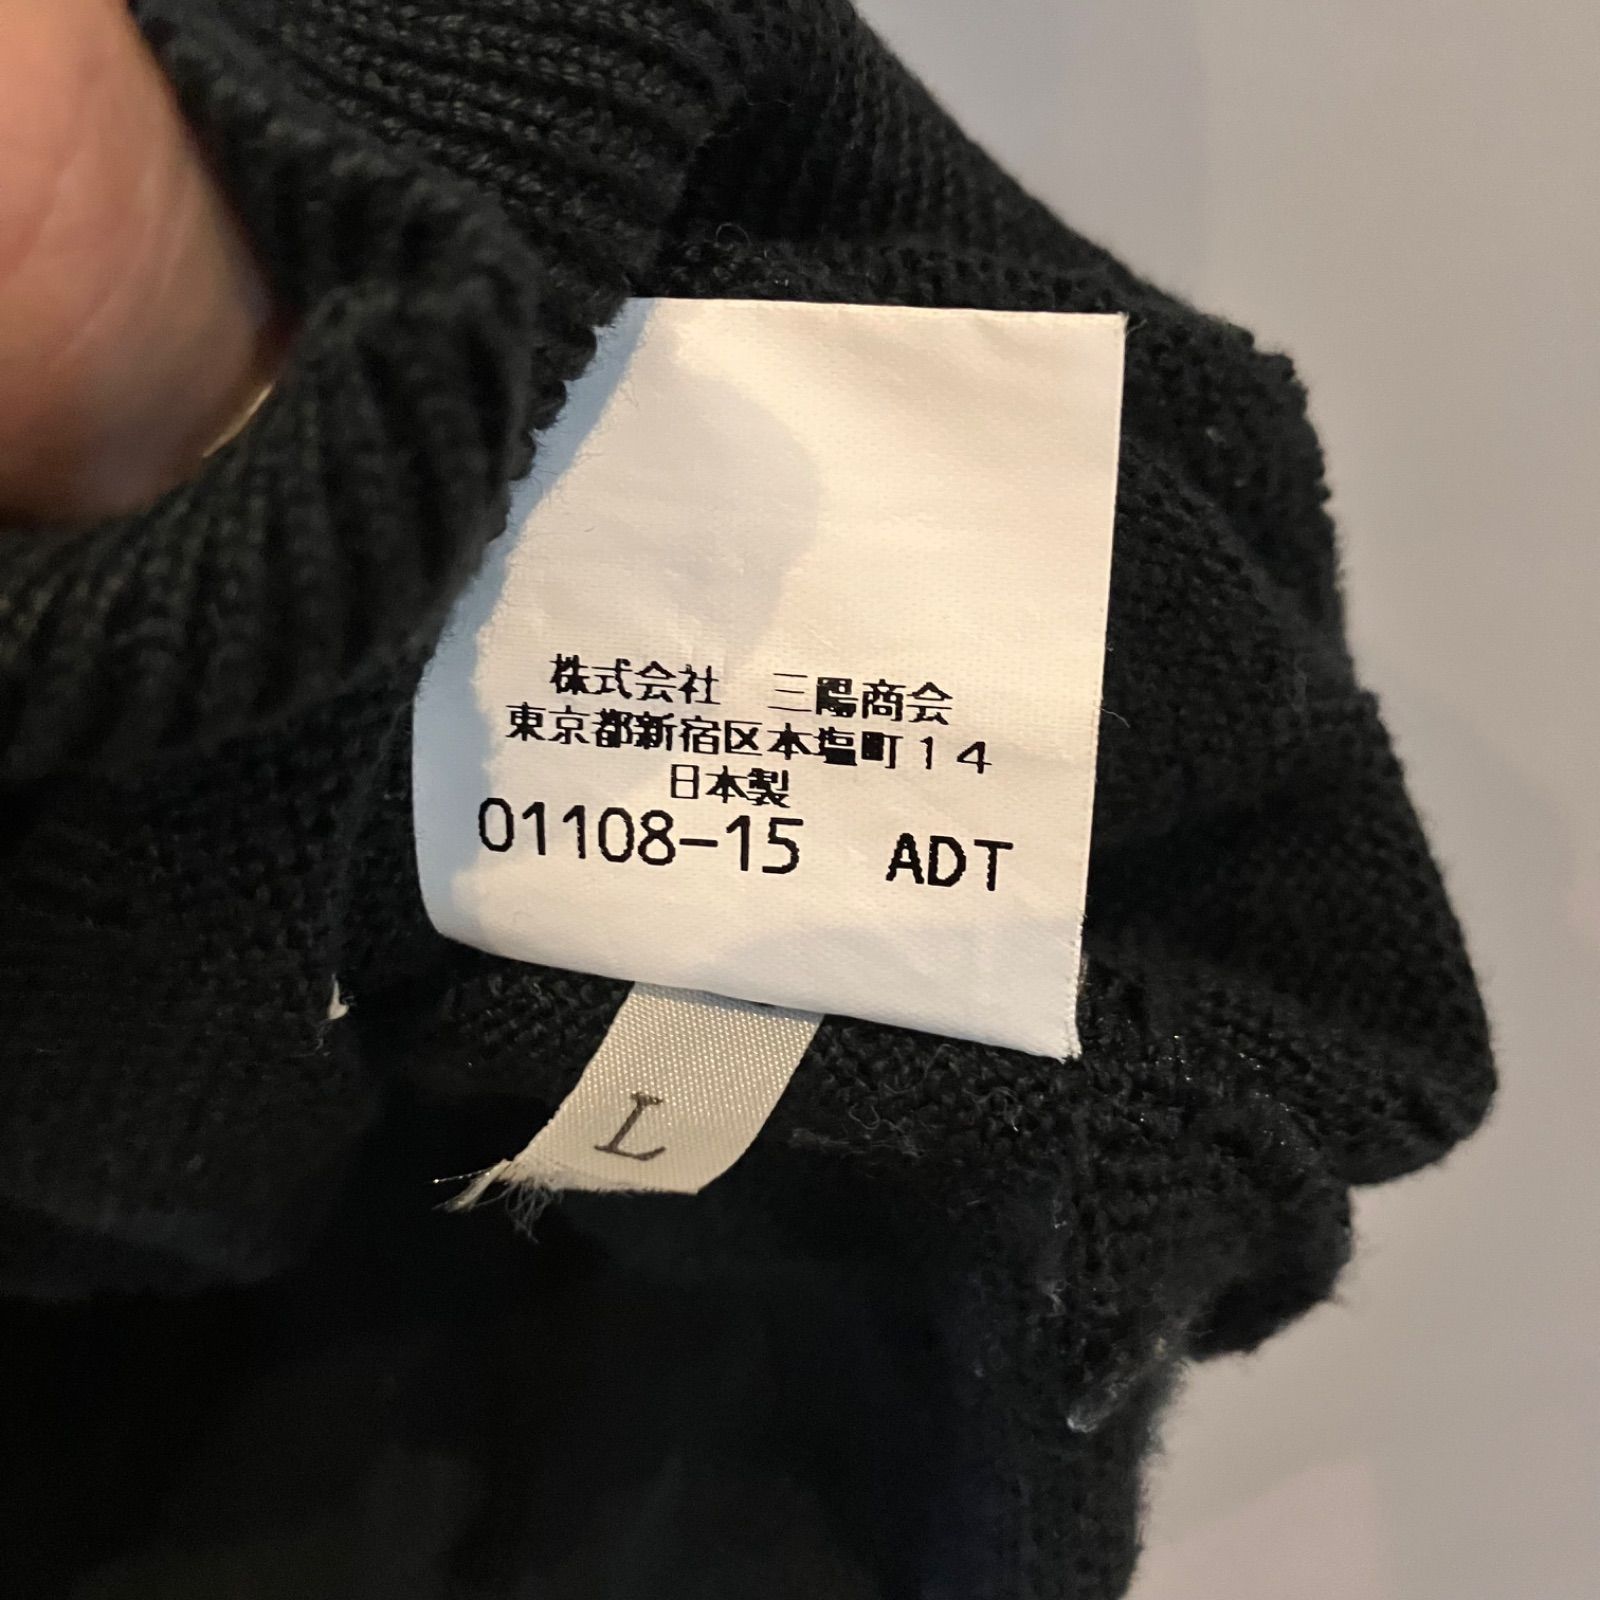 株式会社　三陽商会
東京都新宿区本塩町１４
日本製
01108-15　ADT
L